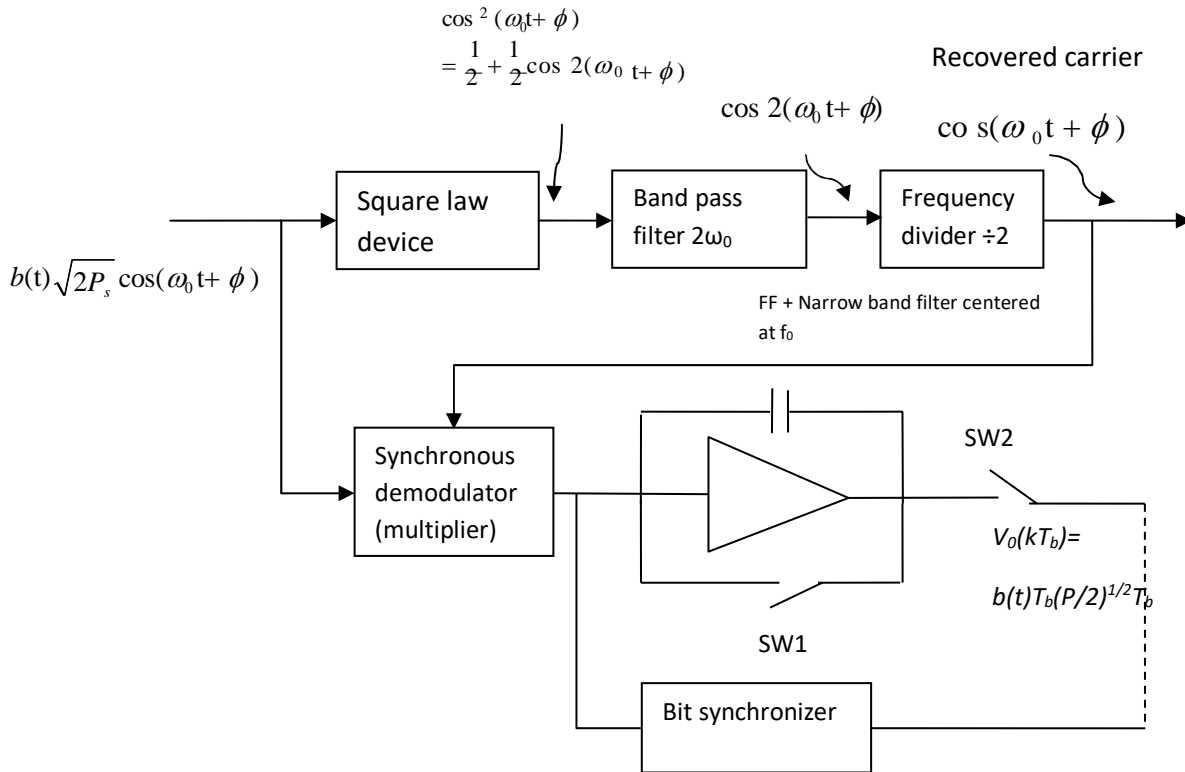 cos ² (ω₀t+ ϕ)
= 1/2 + 1/2 cos 2(ω₀ t+ ϕ)
Recovered carrier
cos 2(ω₀t+ ϕ)
co s(ω₀t + ϕ)
Square law
device
Band pass
filter 2ω₀
Frequency
divider ÷2
b(t)√2Pₛ cos(ω₀t+ ϕ)
FF + Narrow band filter centered
at f₀
Synchronous
demodulator
(multiplier)
SW2
V₀(kT_b)=
b(t)T_b(P/2)^1/2T_b
SW1
Bit synchronizer